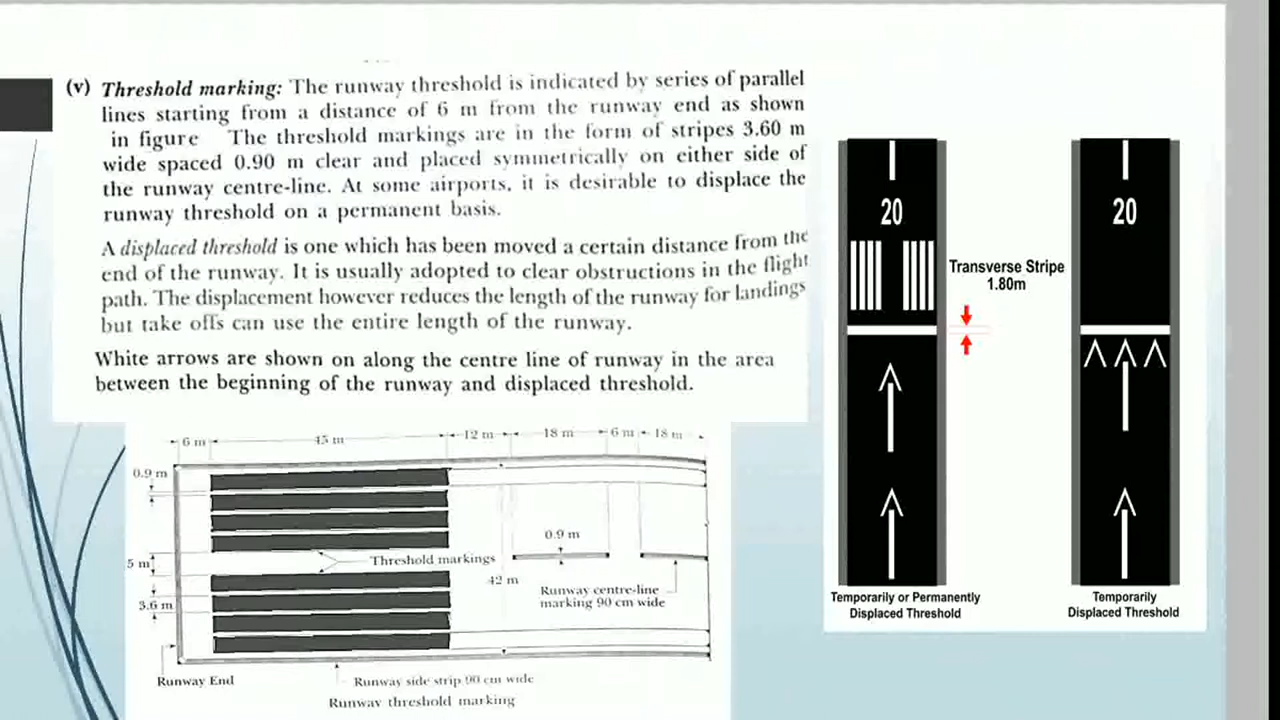 (v) Threshold marking: The runway threshold is indicated by series of parallel
lines starting from a distance of 6 m from the runway end as shown
in figure The threshold markings are in the form of stripes 3.60 m
wide spaced 0.90 m clear and placed symmetrically on either side of
the runway centre-line. At some airports, it is desirable to displace the
runway threshold on a permanent basis.
A displaced threshold is one which has been moved a certain distance from the
end of the runway. It is usually adopted to clear obstructions in the flight
path. The displacement however reduces the length of the runway for landings
but take offs can use the entire length of the runway.
White arrows are shown on along the centre line of runway in the area
between the beginning of the runway and displaced threshold.
6 m 45 m 12 m 18 m 6 m 18 m
0.9 m
0.9 m
Threshold markings
5 m
42 m
Runway centre-line
marking 90 cm wide
3.6 m
Runway End
Runway side strip 90 cm wide
Runway threshold marking
20
20
Transverse Stripe
1.80m
Temporarily or Permanently
Displaced Threshold
Temporarily
Displaced Threshold